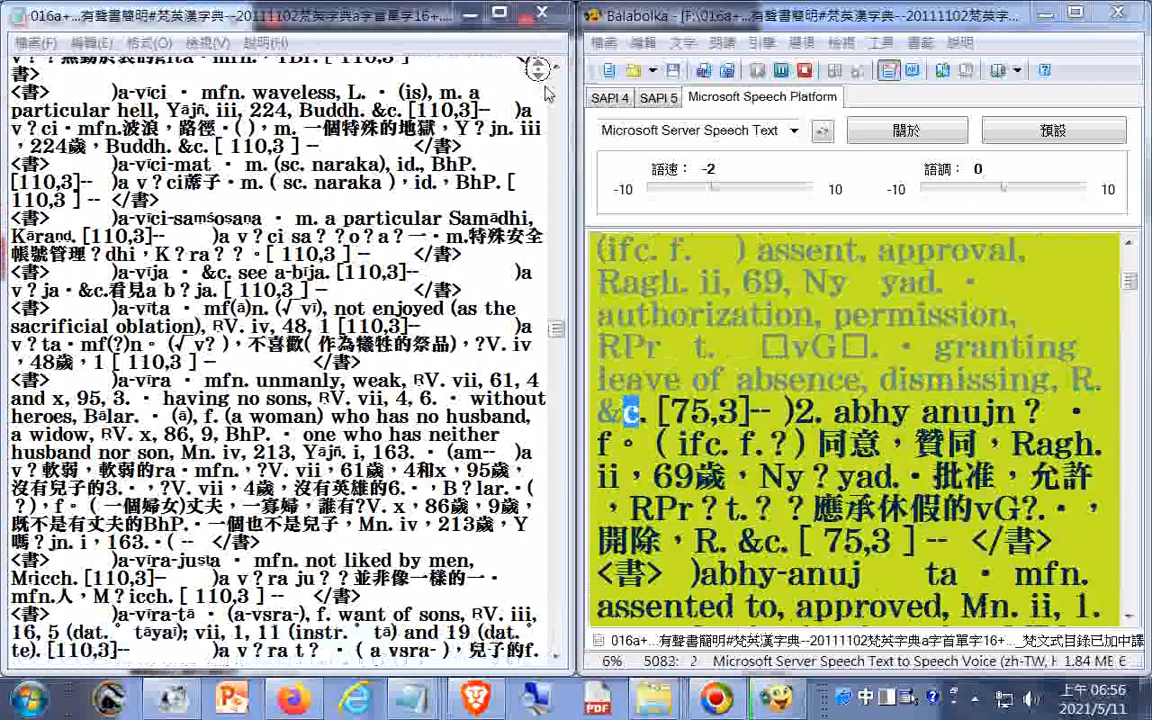 016a+...有聲書簡明#梵英漢字典--20111102梵英字典a字首單字16+...
檔案(F) 編輯(E) 格式(O) 檢視(V) 說明(H)
書>
<書> )a-vīci • mfn. waveless, L. • (is), m. a
particular hell, Yājñ. iii, 224, Buddh. &c. [110,3]-- )a
v?ci•mfn.波浪，路徑•( ), m. 一個特殊的地獄, Y?jn. iii
，224歲，Buddh. &c. [ 110,3 ] -- </書>
<書> )a-vīci-mat • m. (sc. naraka), id., BhP.
[110,3]-- )a v?ci蓆子•m. ( sc. naraka )，id.，BhP. [
110,3 ] -- </書>
<書> )a-vīci-saṃśoṣaṇa • m. a particular Samādhi,
Kāraṇḍ. [110,3]-- )a v?ci sa??o?a?一•m.特殊安全
帳號管理?dhi，K?ra??。[ 110,3 ] -- </書>
<書> )a-vīja • &c. see a-bīja. [110,3]-- )a
v?ja•&c.看見a b?ja. [ 110,3 ] -- </書>
<書> )a-vīta • mf(ā)n. (√ vī), not enjoyed (as the
sacrificial oblation), RV. iv, 48, 1 [110,3]-- )a
v?ta•mf(?)n。(√v?)，不喜歡( 作為犧牲的祭品)，?V. iv
，48歲，1 [ 110,3 ] -- </書>
<書> )a-vīra • mfn. unmanly, weak, RV. vii, 61, 4
and x, 95, 3. • having no sons, RV. vii, 4, 6. • without
heroes, Bālar. • (ā), f. (a woman) who has no husband,
a widow, RV. x, 86, 9, BhP. • one who has neither
husband nor son, Mn. iv, 213, Yājñ. i, 163. • (am-- )a
v?軟弱，軟弱的ra•mfn.，?V. vii，61歲，4和x，95歲，
沒有兒子的3.•，?V. vii，4歲，沒有英雄的6.•，B?lar.•(
?)，f。( 一個婦女)丈夫，一寡婦，誰有?V. x，86歲，9歲，
既不是有丈夫的BhP.•一個也不是兒子，Mn. iv，213歲，Y
嗎?jn. i，163.•( -- </書>
<書> )a-vīra-juṣṭa • mfn. not liked by men,
Mṛicch. [110,3]-- )a v?ra ju??並非像一樣的一•
mfn.人，M?icch. [ 110,3 ] -- </書>
<書> )a-vīra-tā • (a-vsra-), f. want of sons, RV. iii,
16, 5 (dat. ° tāyai); vii, 1, 11 (instr. ° tā) and 19 (dat. °
te). [110,3]-- )a v?ra t? • ( a vsra- )，兒子的f.
Balabolka - [F:\016a+...有聲書簡明#梵英漢字典--20111102梵英字...
檔案 編輯 文字 朗讀 引擎 選項 檢視 工具 書籤 說明
SAPI 4 SAPI 5 Microsoft Speech Platform
Microsoft Server Speech Text 關於 預設
語速： -2 語調： 0
-10 10 -10 10
(ifc. f. ) assent, approval,
Ragh. ii, 69, Ny yad. •
authorization, permission,
RPr t. □vG□. • granting
leave of absence, dismissing, R.
&c. [75,3]-- )2. abhy anujn? •
f。( ifc. f.?) 同意，贊同，Ragh.
ii，69歲，Ny?yad.•批准，允許
，RPr?t.??應承休假的vG?.•，
開除，R. &c. [ 75,3 ] -- </書>
<書> )abhy-anuj ta • mfn.
assented to, approved, Mn. ii, 1.
016a+...有聲書簡明#梵英漢字典--20111102梵英字典a字首單字16+..._梵文式目錄已加中譯
6% 5083: 2 Microsoft Server Speech Text to Speech Voice (zh-TW, H 1.84 MB
PDF 中 上午 06:56
2021/5/11